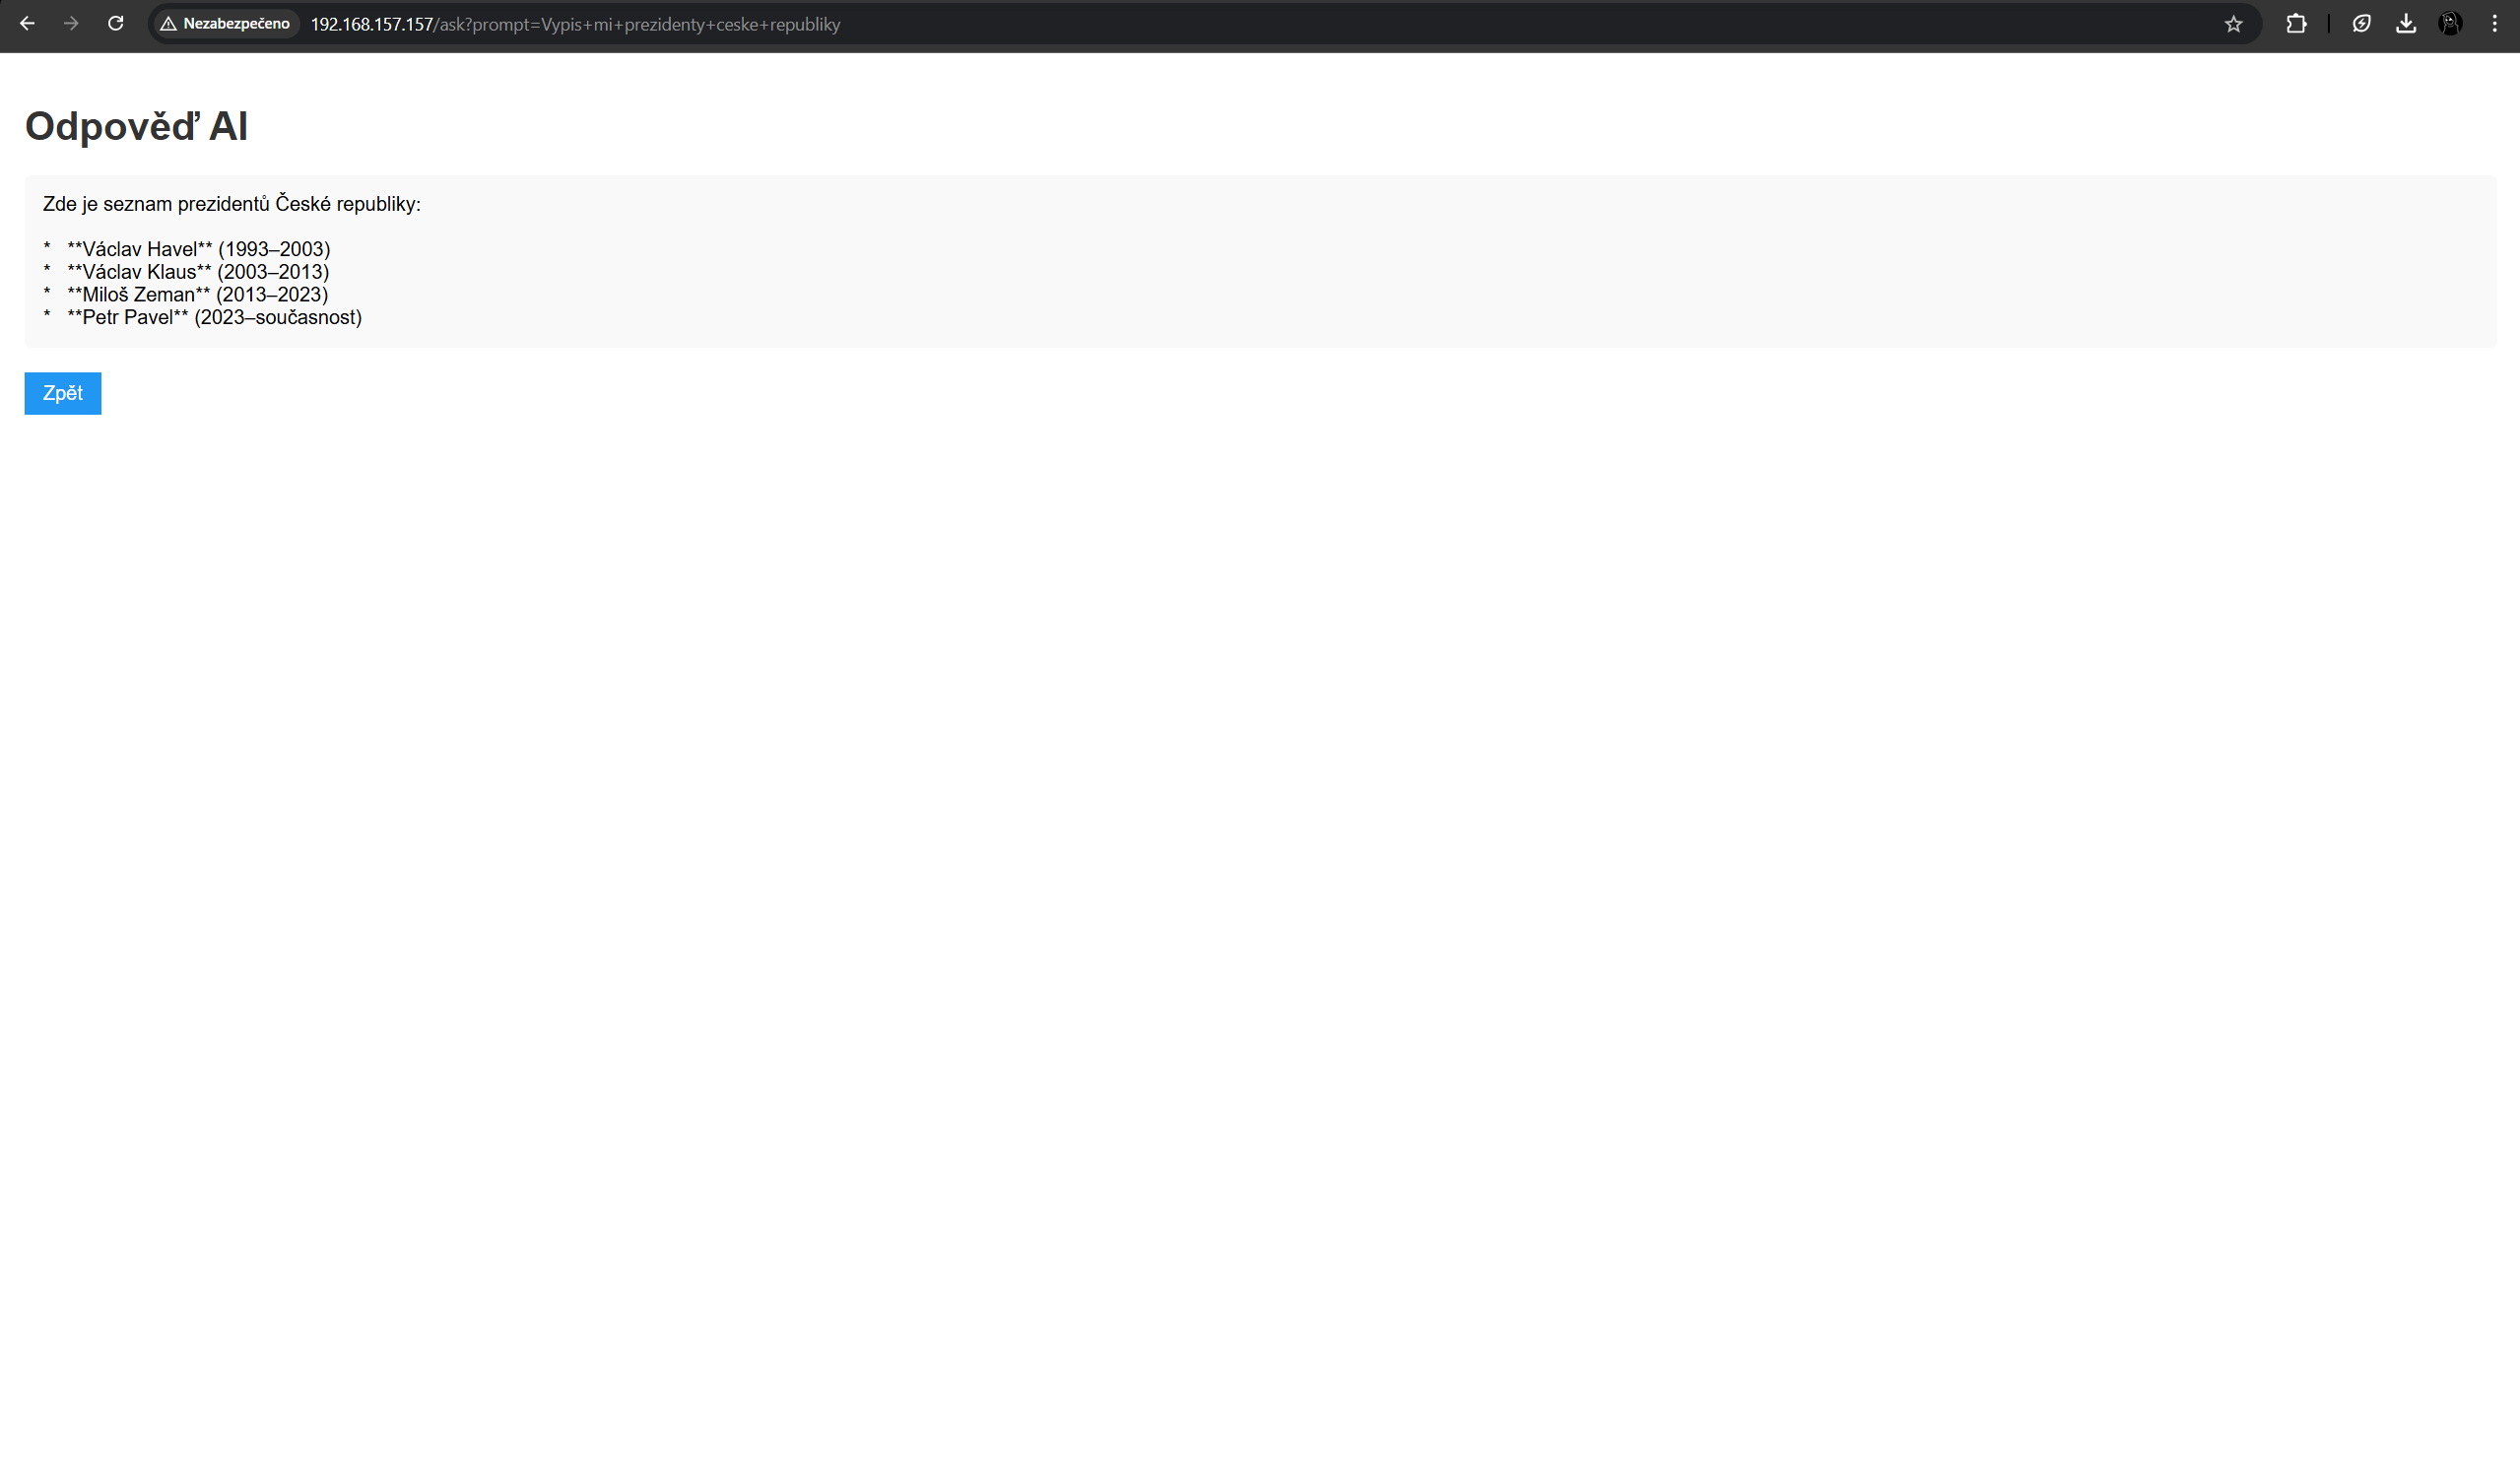 Nezabezpečeno 192.168.157.157/ask?prompt=Vypis+mi+prezidenty+ceske+republiky
Odpověď AI
Zde je seznam prezidentů České republiky:
*   **Václav Havel** (1993–2003)
*   **Václav Klaus** (2003–2013)
*   **Miloš Zeman** (2013–2023)
*   **Petr Pavel** (2023–současnost)
Zpět